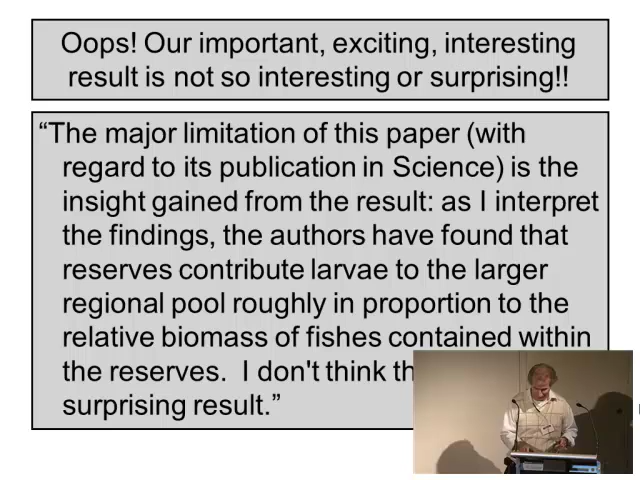 Oops! Our important, exciting, interesting
result is not so interesting or surprising!!
“The major limitation of this paper (with
regard to its publication in Science) is the
insight gained from the result: as I interpret
the findings, the authors have found that
reserves contribute larvae to the larger
regional pool roughly in proportion to the
relative biomass of fishes contained within
the reserves. I don't think th
surprising result.”